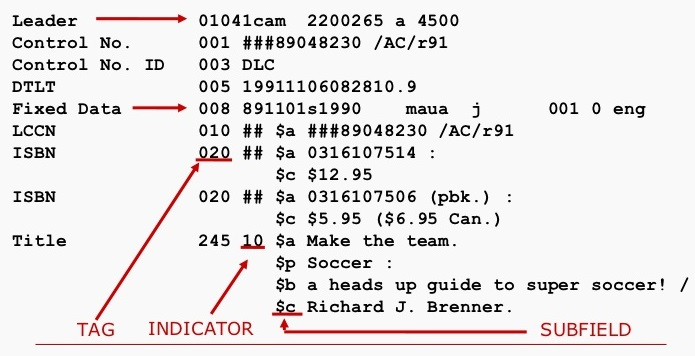 Leader 01041cam  2200265 a 4500
Control No. 001 ###89048230 /AC/r91
Control No. ID 003 DLC
DTLT 005 19911106082810.9
Fixed Data 008 891101s1990    maua  j      001 0 eng
LCCN 010 ## $a ###89048230 /AC/r91
ISBN 020 ## $a 0316107514 :
$c $12.95
ISBN 020 ## $a 0316107506 (pbk.) :
$c $5.95 ($6.95 Can.)
Title 245 10 $a Make the team.
$p Soccer :
$b a heads up guide to super soccer! /
$c Richard J. Brenner.
TAG INDICATOR SUBFIELD